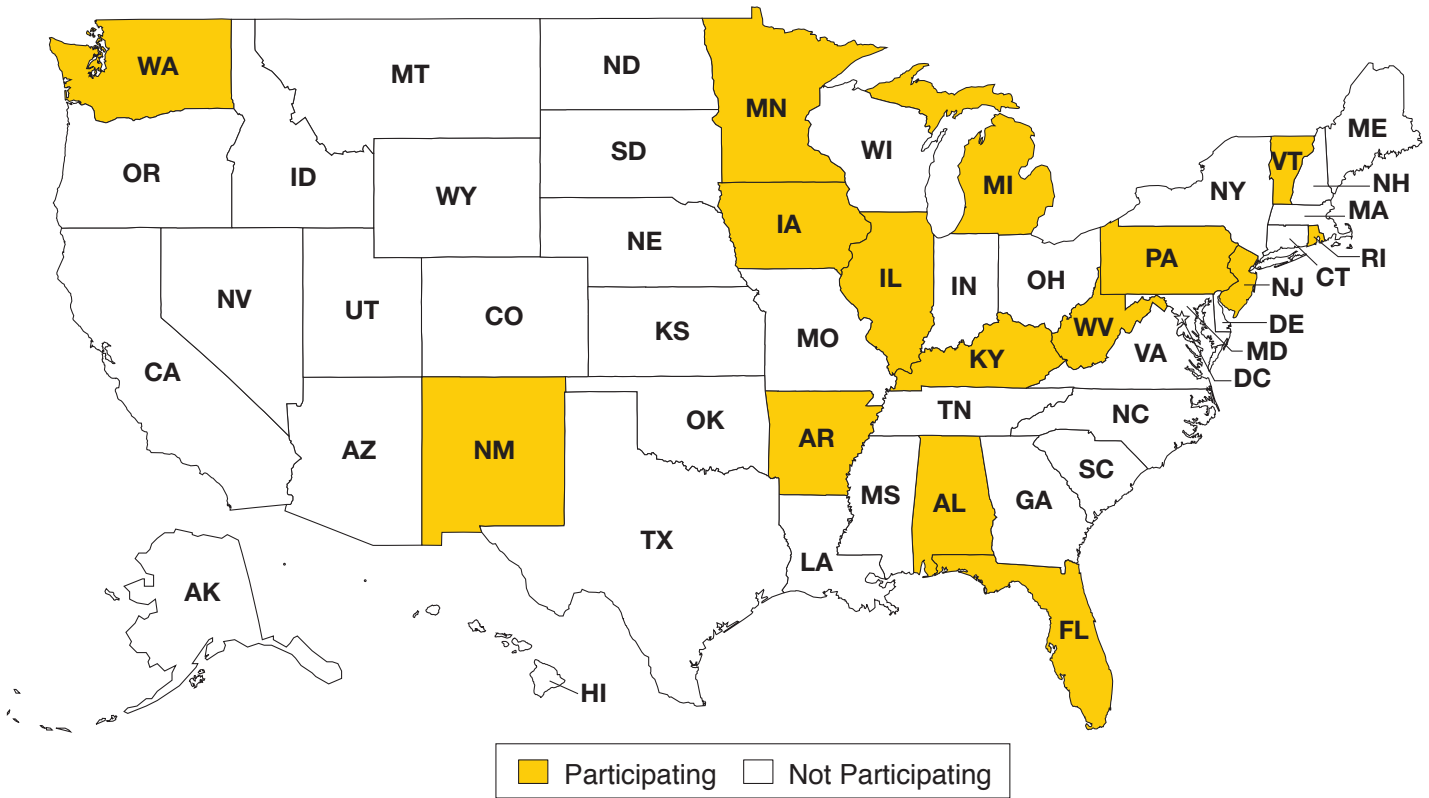 WA
MT
ND
MN
ME
OR
ID
SD
WI
VT
WY
MI
NY
NH
MA
NE
IA
PA
RI
CT
NV
UT
CO
IL
IN
OH
NJ
KS
MO
WV
DE
MD
VA
DC
CA
KY
OK
TN
NC
AZ
NM
AR
SC
MS
AL
GA
TX
LA
AK
FL
HI
Participating
Not Participating